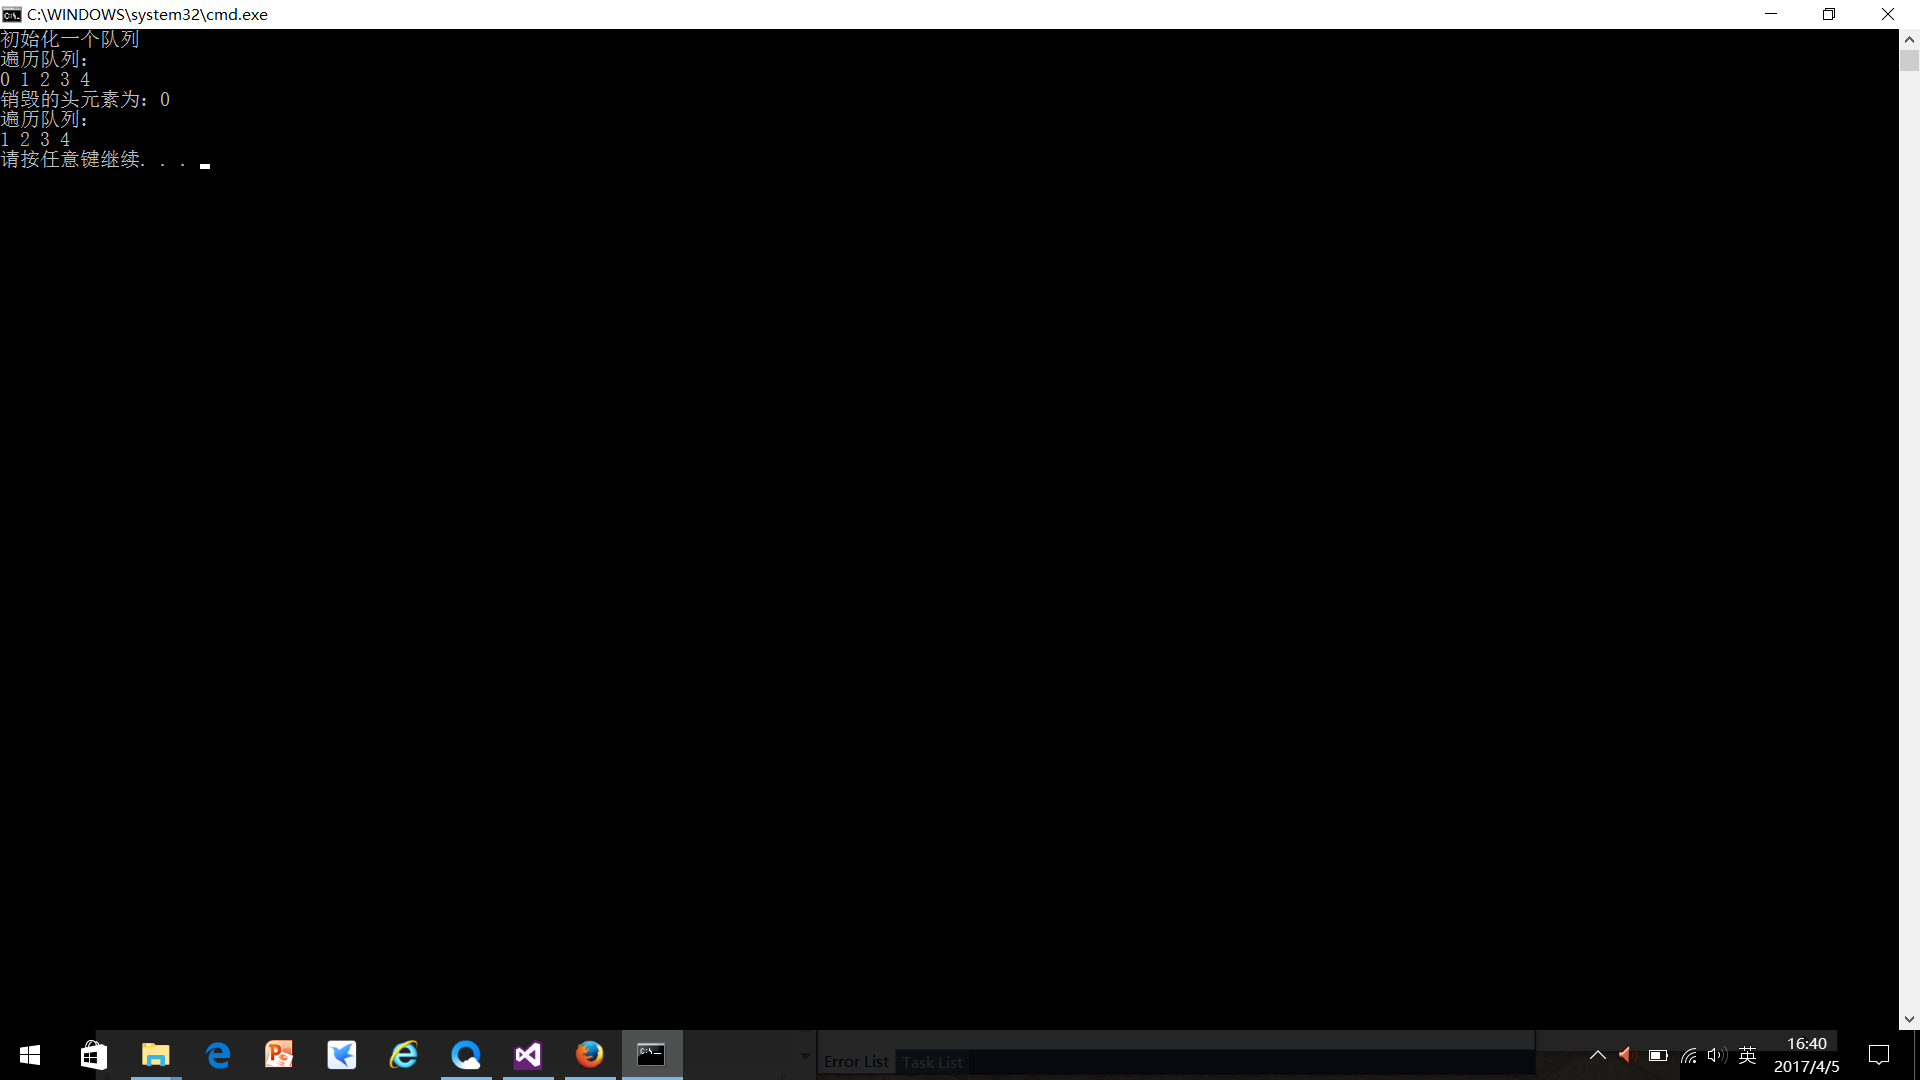 C:\WINDOWS\system32\cmd.exe
初始化一个队列
遍历队列：
0 1 2 3 4
销毁的头元素为：0
遍历队列：
1 2 3 4
请按任意键继续. . .
Error List Task List
英
16:40
2017/4/5